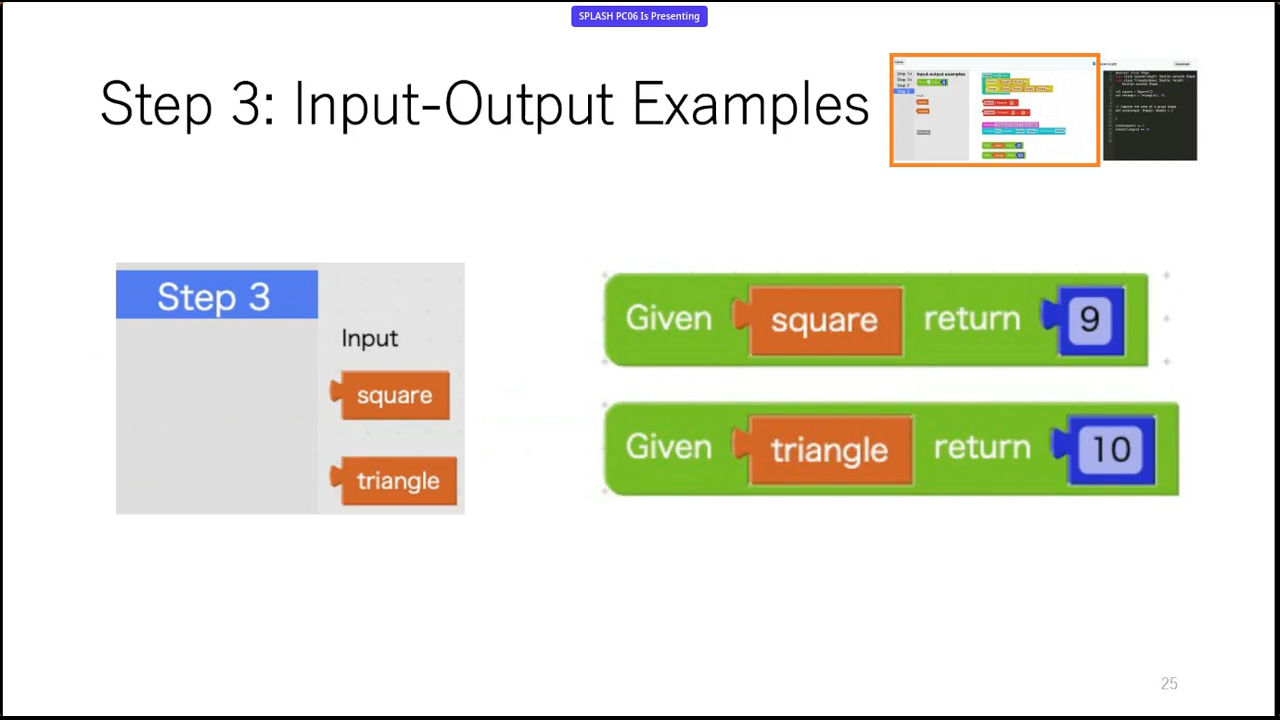 SPLASH PC06 Is Presenting
Step 3: Input-Output Examples
Step 3
Input
square
triangle
Given square return 9
Given triangle return 10
25